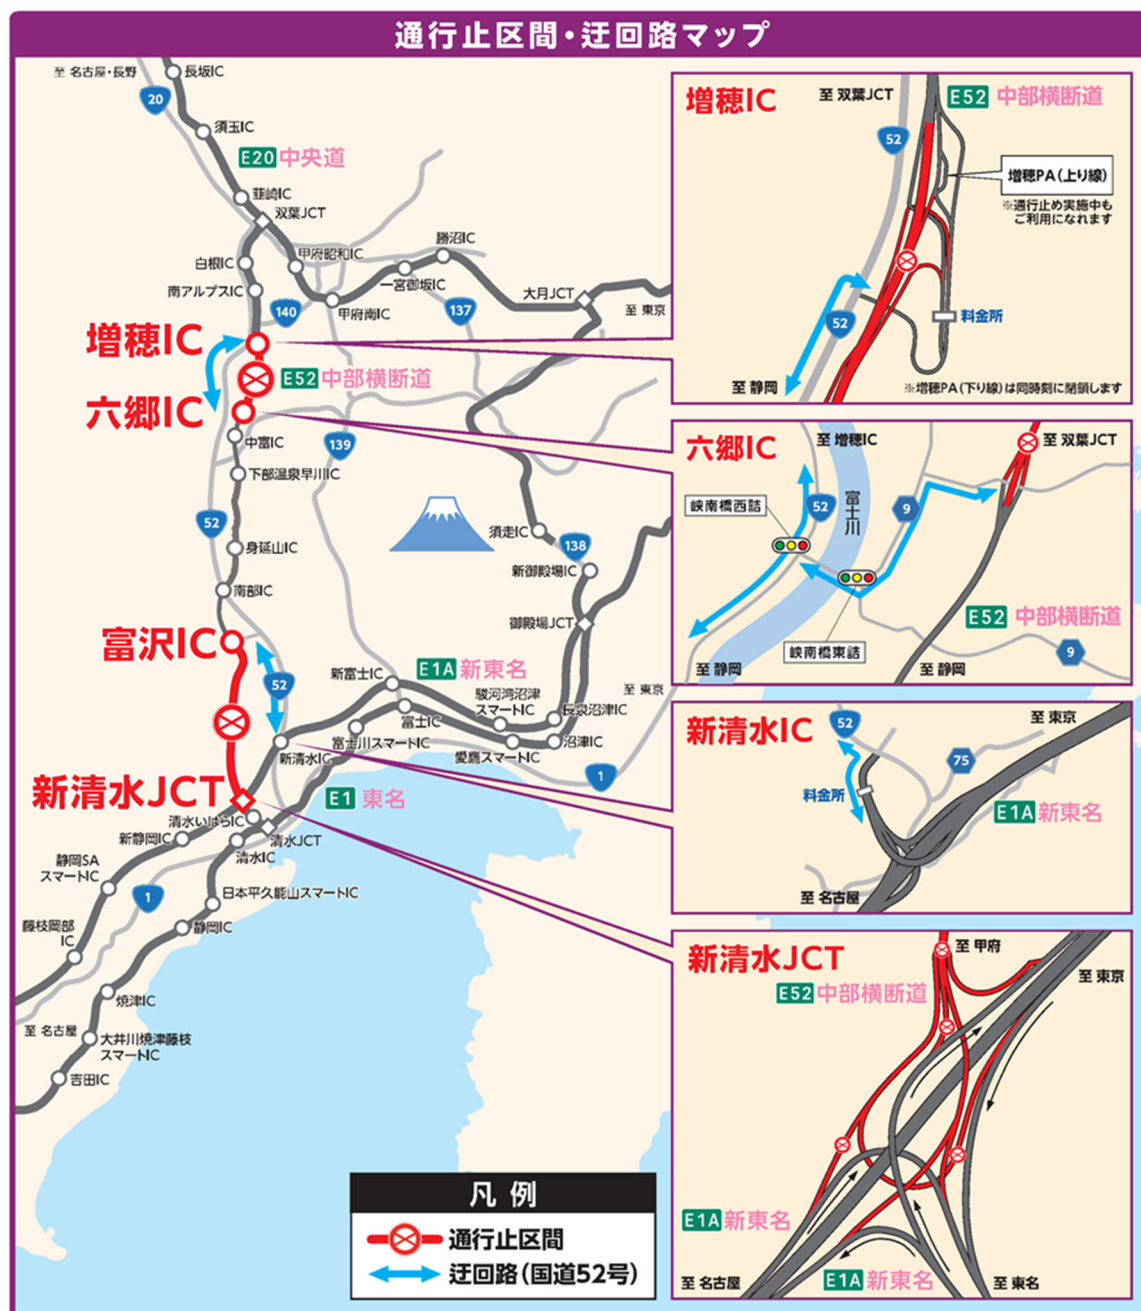 通行止区間・迂回路マップ
至 名古屋・長野
長坂IC
20
須玉IC
E20 中央道
韮崎IC
双葉JCT
白根IC
甲府昭和IC
勝沼IC
南アルプスIC
一宮御坂IC
大月JCT
140
137
甲府南IC
至 東京
増穂IC
E52 中部横断道
六郷IC
中富IC
139
下部温泉早川IC
52
須走IC
138
身延山IC
新御殿場IC
南部IC
御殿場JCT
富沢IC
52
新富士IC
E1A 新東名
駿河湾沼津
スマートIC
長泉沼津IC
至 東京
富士IC
新清水IC
富士川スマートIC
愛鷹スマートIC
沼津IC
1
新清水JCT
E1 東名
清水いはらIC
新静岡IC
清水JCT
清水IC
静岡SA
スマートIC
1
日本平久能山スマートIC
藤枝岡部
IC
静岡IC
焼津IC
至 名古屋
大井川焼津藤枝
スマートIC
吉田IC
増穂IC
至 双葉JCT
E52 中部横断道
52
増穂PA(上り線)
※通行止め実施中も
ご利用になれます
52
料金所
至 静岡
※増穂PA(下り線)は同時刻に閉鎖します
六郷IC
至 増穂IC
至 双葉JCT
峡南橋西詰
52
富士川
9
E52 中部横断道
峡南橋東詰
9
至 静岡
至 静岡
新清水IC
52
至 東京
75
料金所
E1A 新東名
至 名古屋
新清水JCT
至 甲府
至 東京
E52 中部横断道
E1A 新東名
至 名古屋
E1A 新東名
至 東名
凡例
通行止区間
迂回路(国道52号)